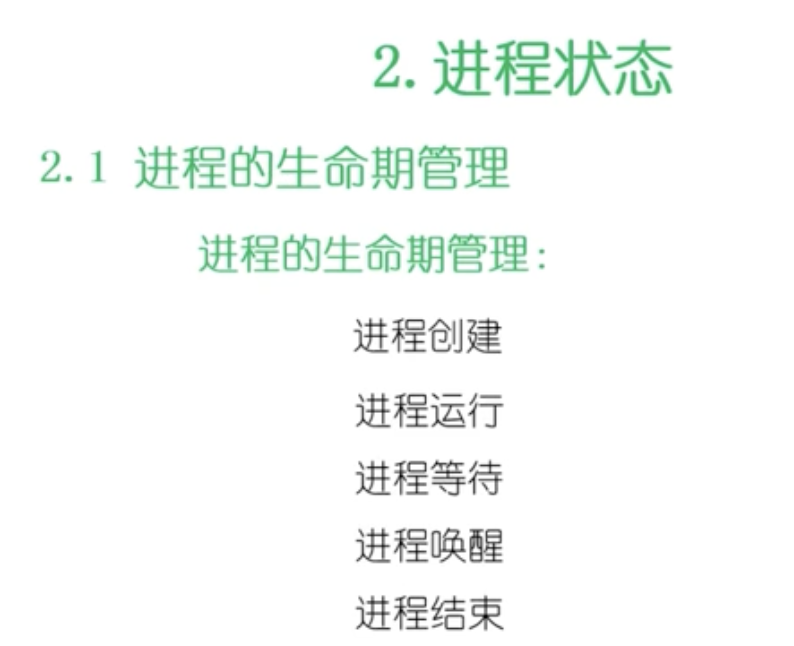 2. 进程状态
2.1 进程的生命期管理
进程的生命期管理:
进程创建
进程运行
进程等待
进程唤醒
进程结束